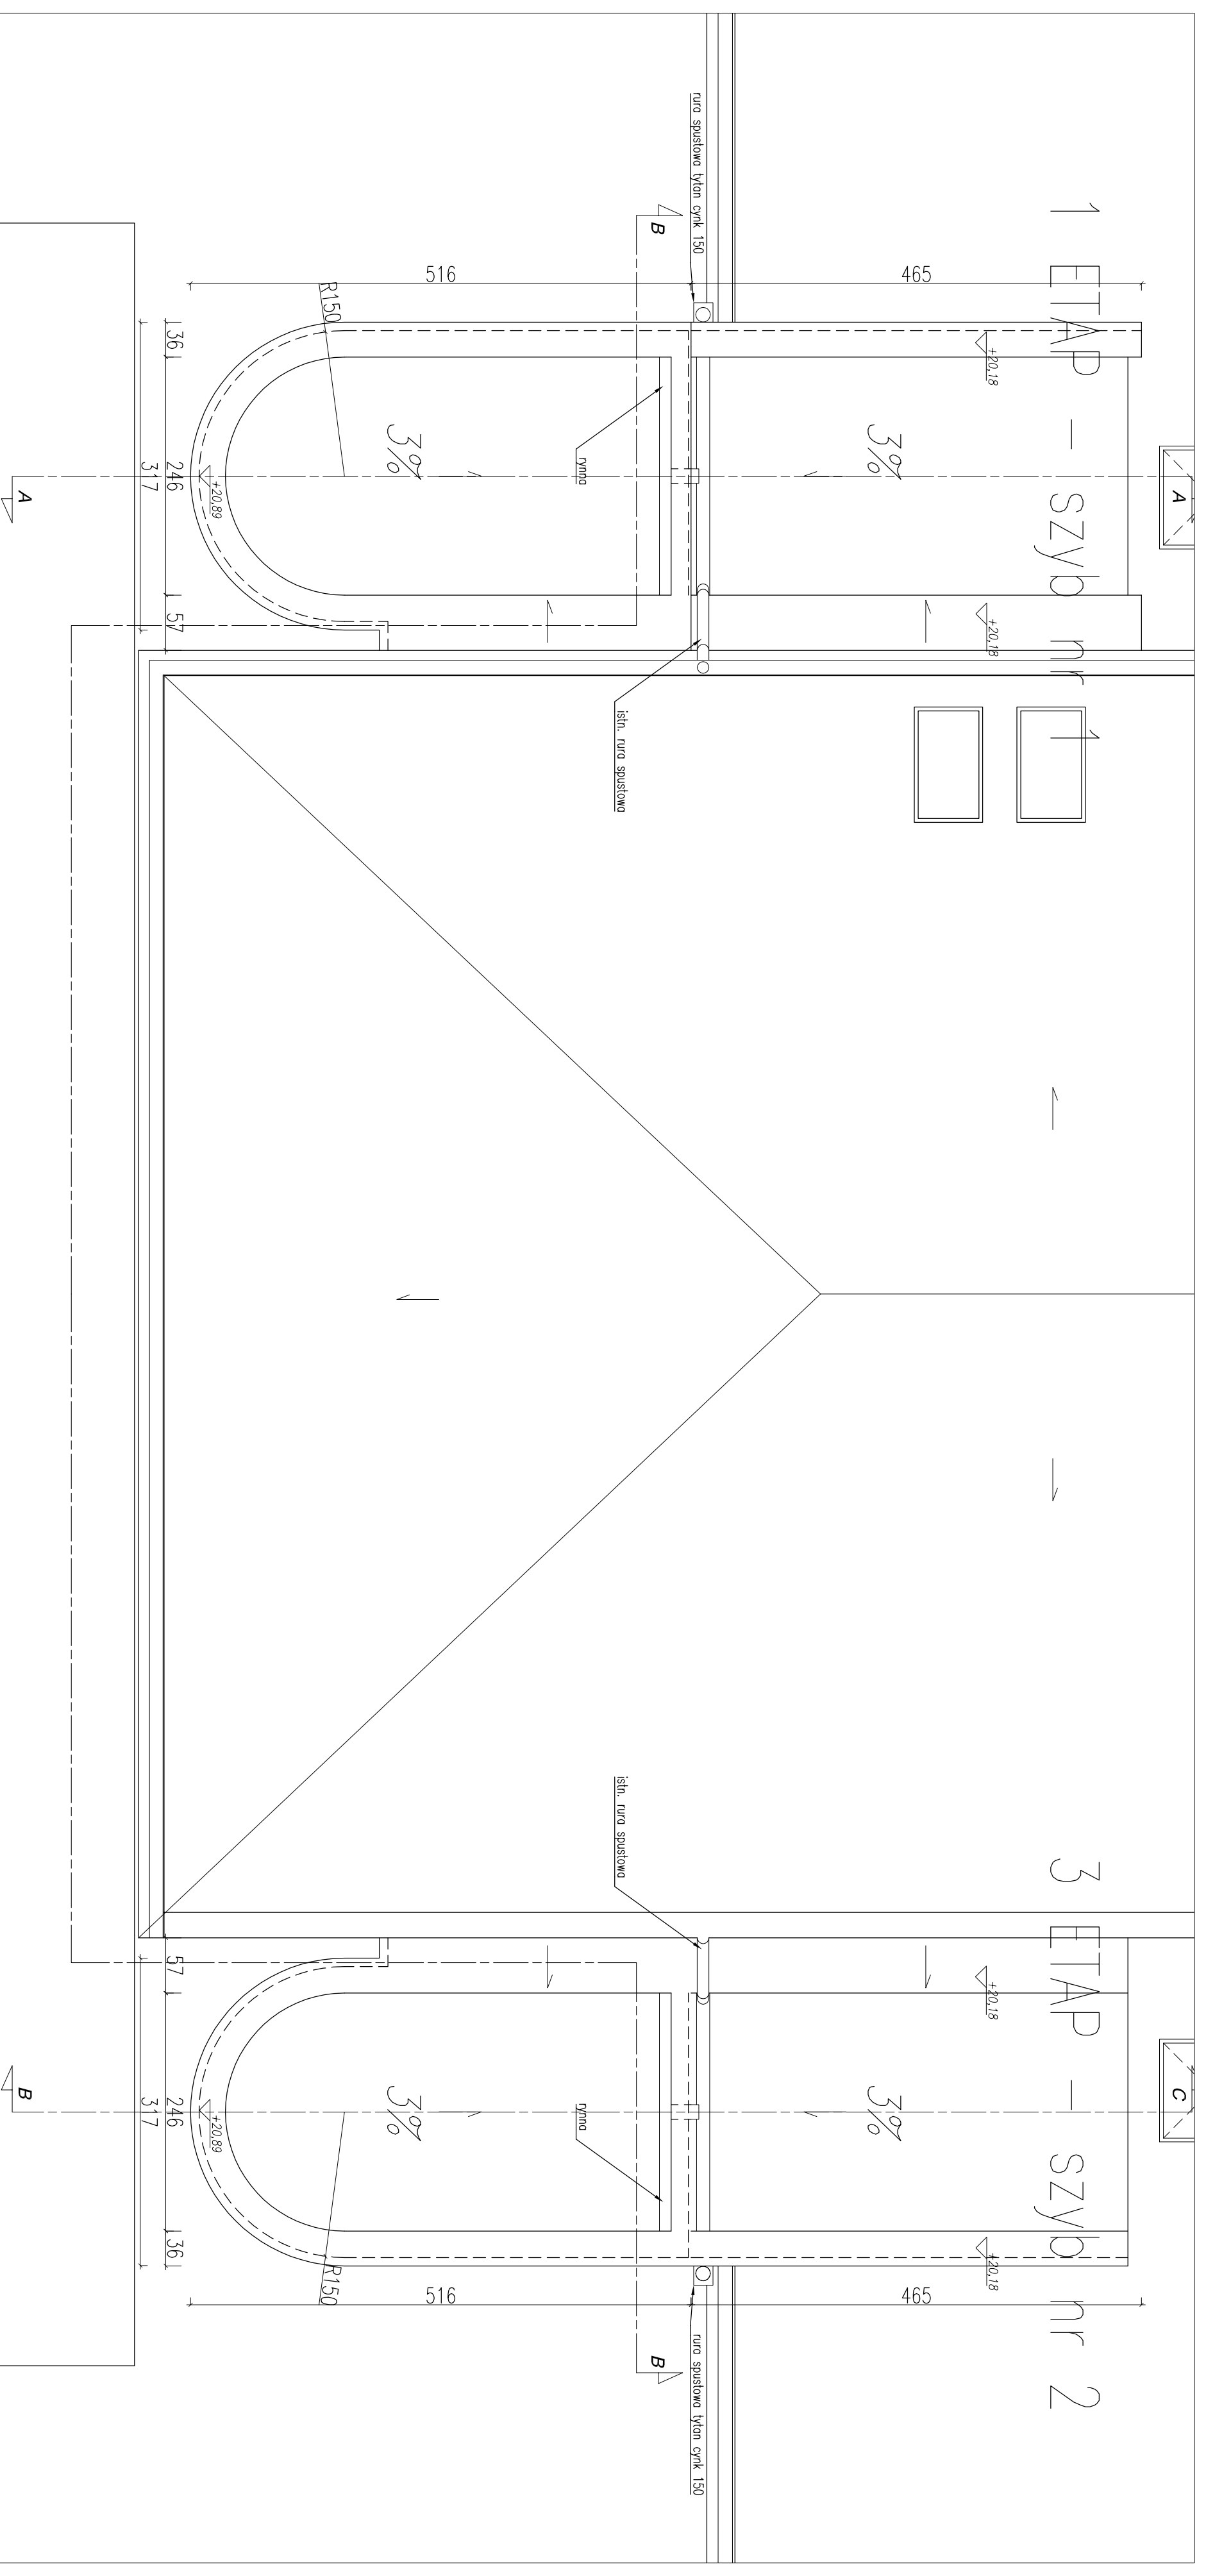 1 ETAP – Szyb nr 1
3 ETAP – Szyb nr 2
A
C
+20,18
+20,18
+20,18
+20,18
465
465
3%
3%
rura spustowa tytan cynk 150
rura spustowa tytan cynk 150
B
B
istn. rura spustowa
istn. rura spustowa
rynna
rynna
516
516
3%
3%
R150
R150
+20,89
+20,89
36
246
57
57
246
36
317
317
A
B